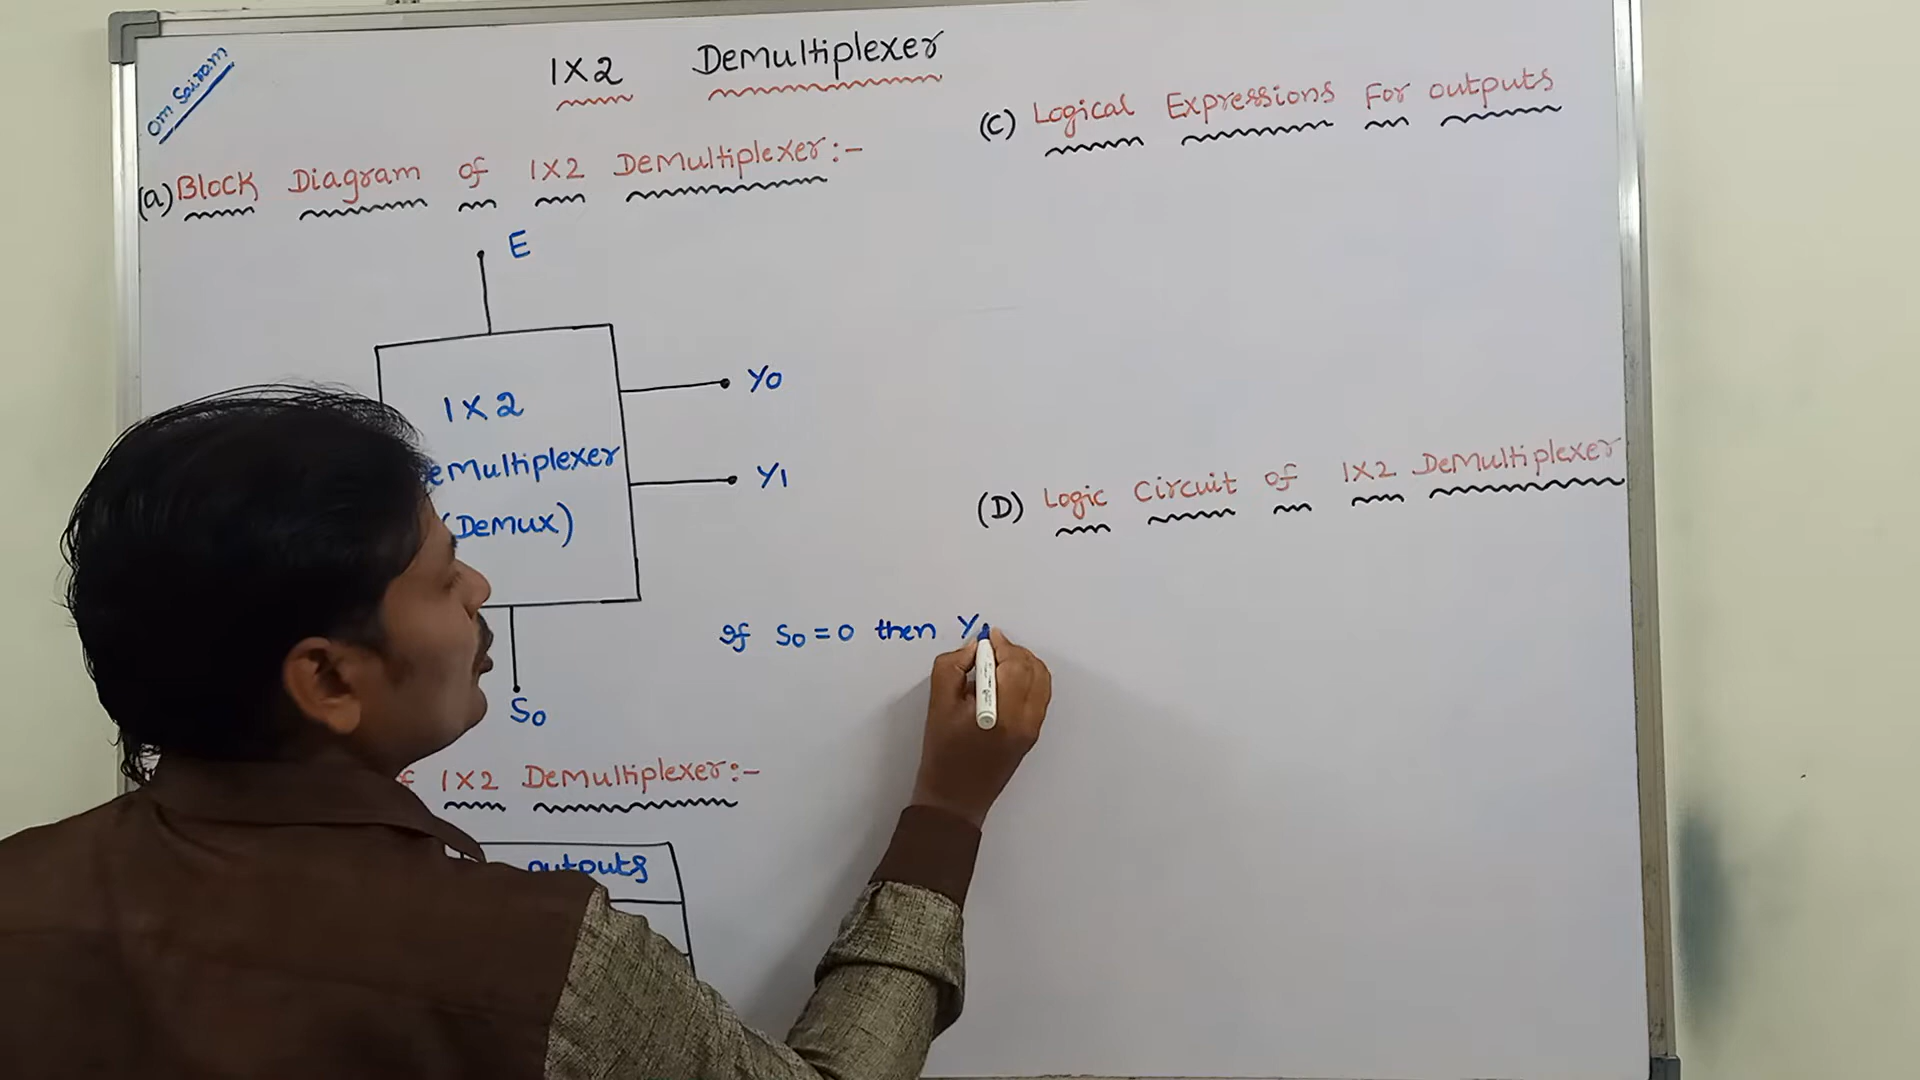 Om Sairam
1X2 Demultiplexer
(a) Block Diagram of 1X2 Demultiplexer:-
E
1X2
emultiplexer
(Demux)
Y0
Y1
S0
If S0=0 then Y
1X2 Demultiplexer:-
outputs
(C) Logical Expressions For outputs
(D) Logic Circuit of 1X2 Demultiplexer